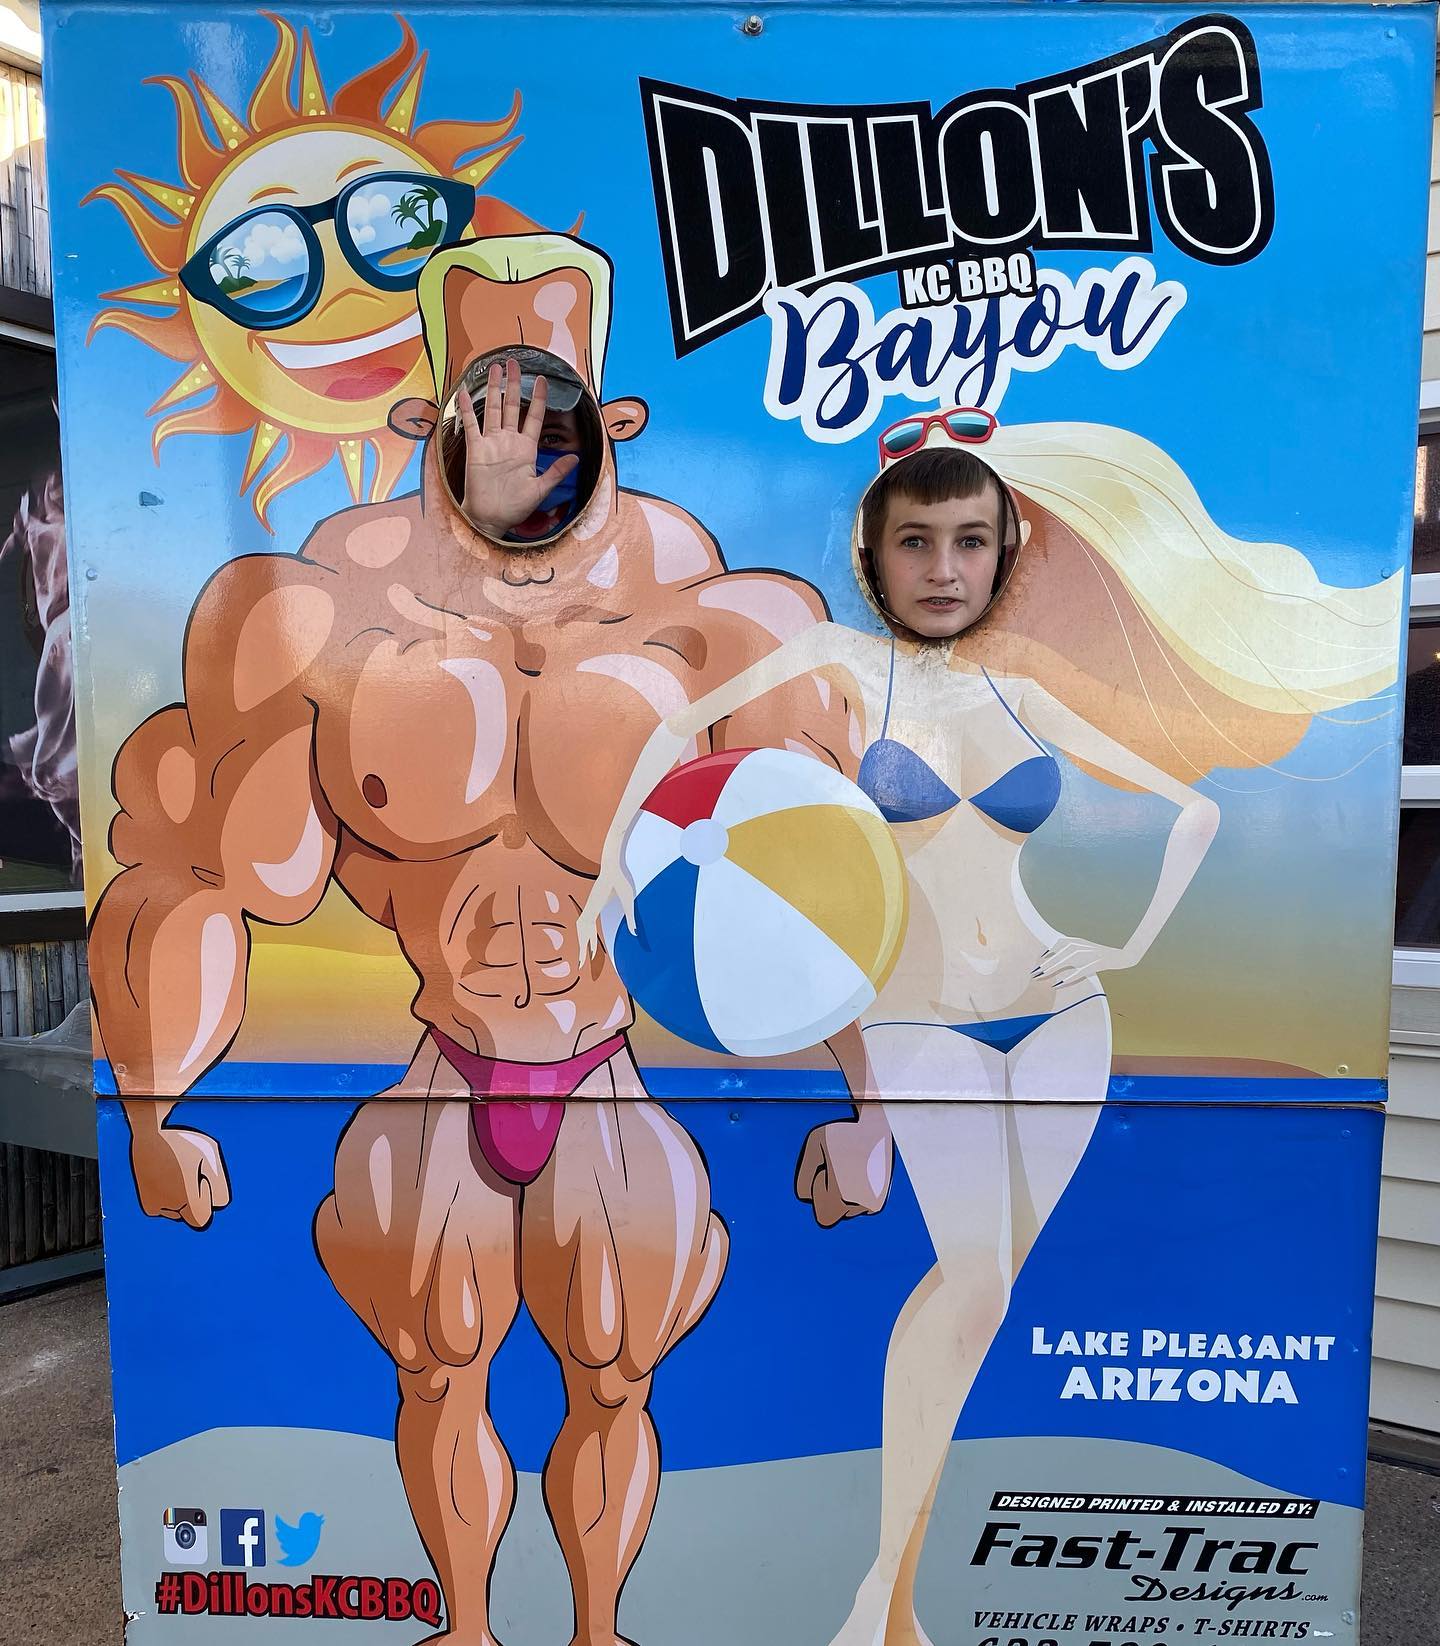 DILLON'S
KC BBQ
Bayou
LAKE PLEASANT
ARIZONA
DESIGNED PRINTED & INSTALLED BY:
Fast-Trac
Designs.com
VEHICLE WRAPS • T-SHIRTS
#DillonsKCBBQ